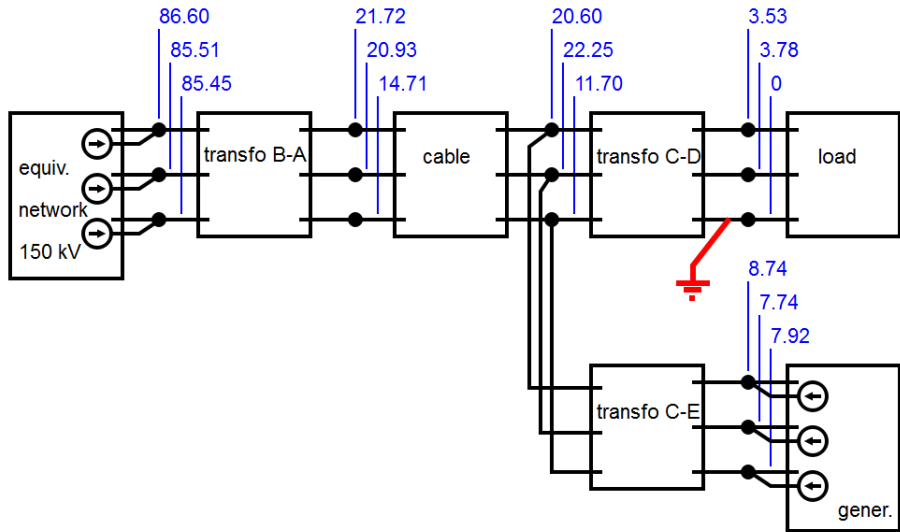 86.60 21.72 20.60 3.53
85.51 20.93 22.25 3.78
85.45 14.71 11.70 0
equiv. network 150 kV
transfo B-A
cable
transfo C-D
load
8.74
7.74
7.92
transfo C-E
gener.